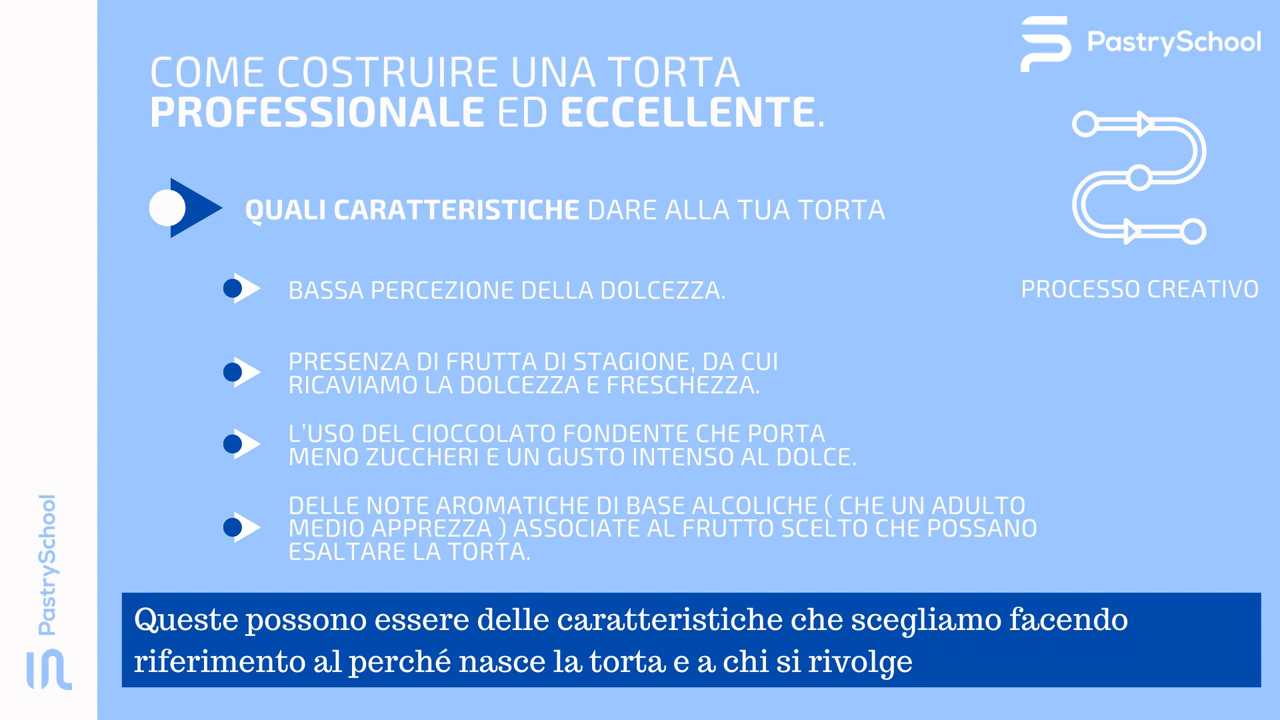 PastrySchool
COME COSTRUIRE UNA TORTA
PROFESSIONALE ED ECCELLENTE.
QUALI CARATTERISTICHE DARE ALLA TUA TORTA
PROCESSO CREATIVO
BASSA PERCEZIONE DELLA DOLCEZZA.
PRESENZA DI FRUTTA DI STAGIONE, DA CUI
RICAVIAMO LA DOLCEZZA E FRESCHEZZA.
L'USO DEL CIOCCOLATO FONDENTE CHE PORTA
MENO ZUCCHERI E UN GUSTO INTENSO AL DOLCE.
DELLE NOTE AROMATICHE DI BASE ALCOLICHE ( CHE UN ADULTO
MEDIO APPREZZA ) ASSOCIATE AL FRUTTO SCELTO CHE POSSANO
ESALTARE LA TORTA.
Queste possono essere delle caratteristiche che scegliamo facendo
riferimento al perché nasce la torta e a chi si rivolge
PastrySchool